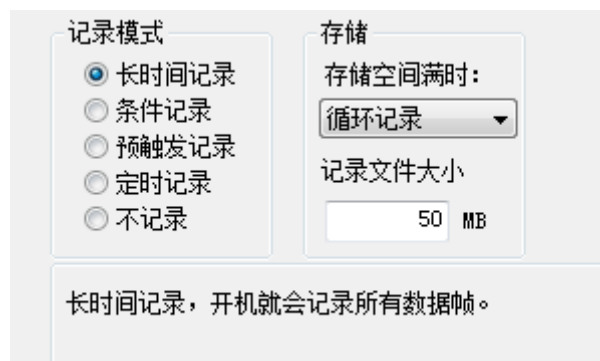 记录模式
长时间记录
条件记录
预触发记录
定时记录
不记录
存储
存储空间满时：
循环记录
记录文件大小
50 MB
长时间记录，开机就会记录所有数据帧。